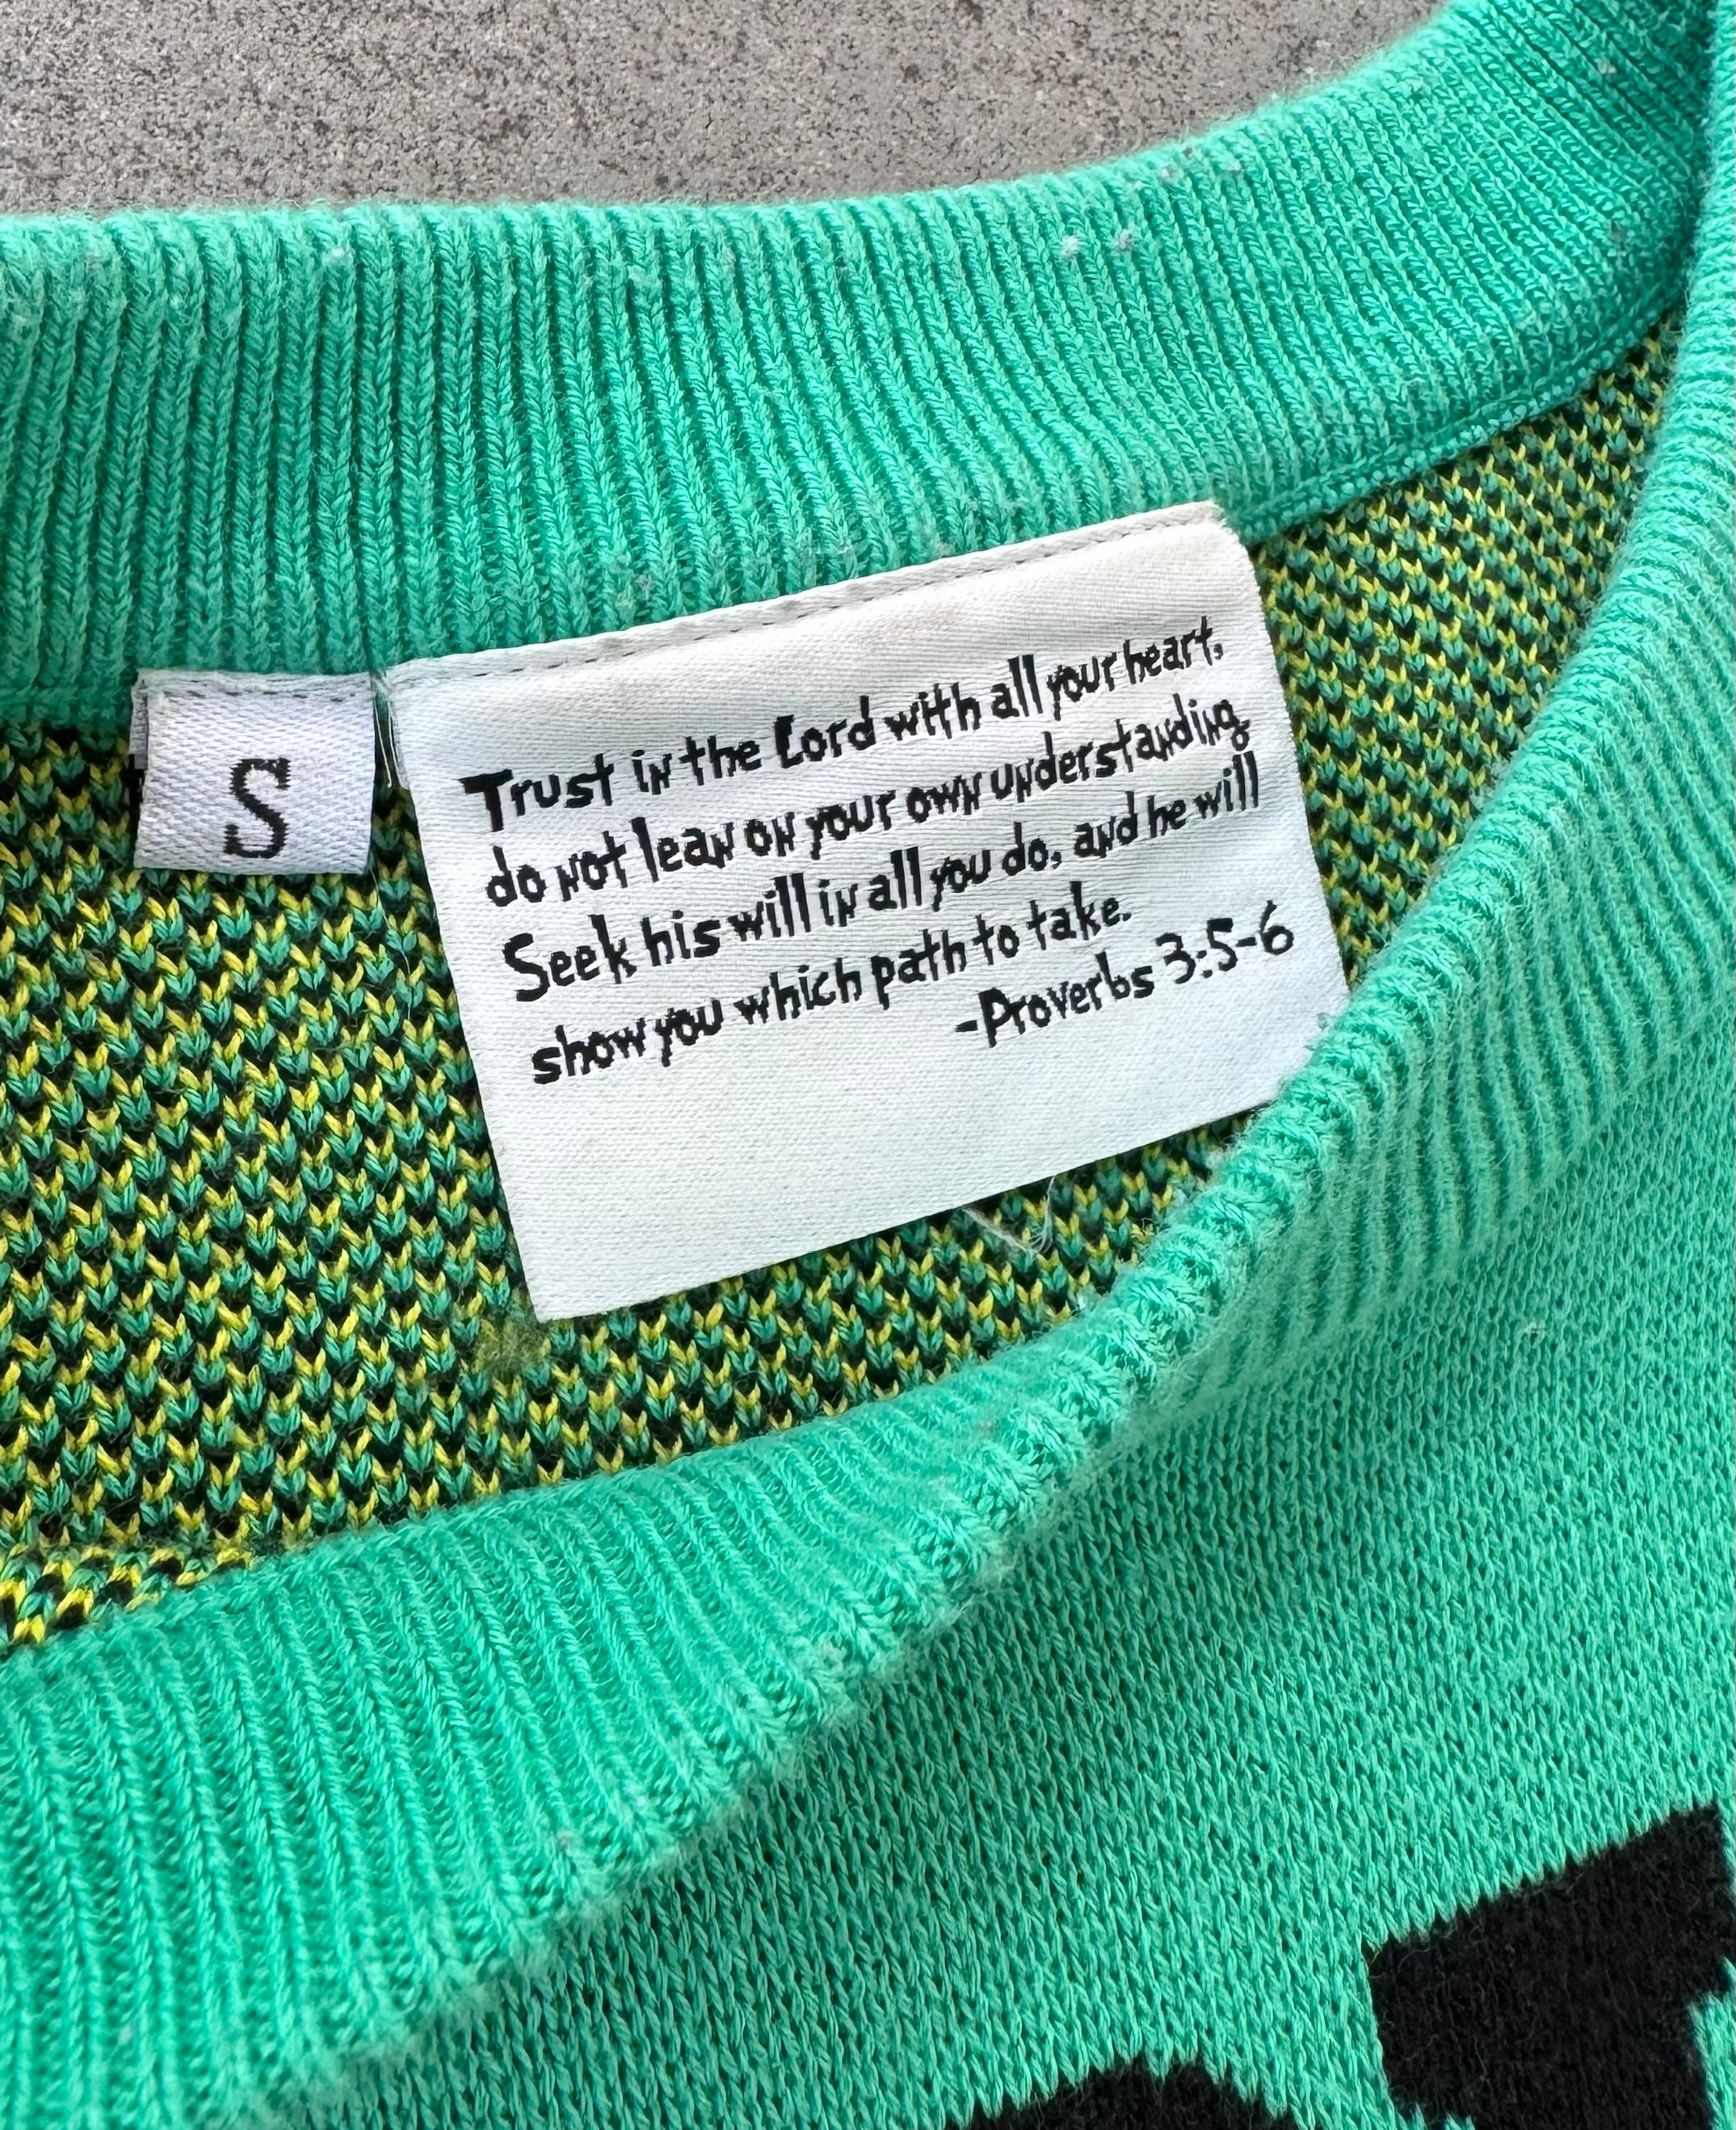 S
Trust in the Lord with all your heart,
do not lean on your own understanding
Seek his will in all you do, and he will
show you which path to take.
-Proverbs 3:5-6